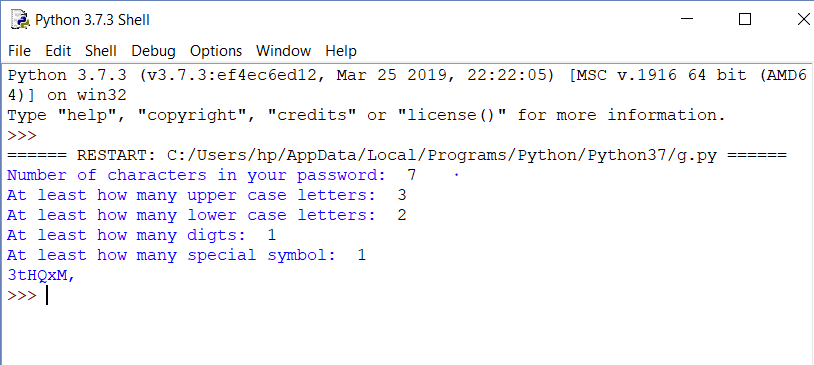 Python 3.7.3 Shell
File Edit Shell Debug Options Window Help
Python 3.7.3 (v3.7.3:ef4ec6ed12, Mar 25 2019, 22:22:05) [MSC v.1916 64 bit (AMD6
4)] on win32
Type "help", "copyright", "credits" or "license()" for more information.
>>>
====== RESTART: C:/Users/hp/AppData/Local/Programs/Python/Python37/g.py ======
Number of characters in your password:  7
At least how many upper case letters:  3
At least how many lower case letters:  2
At least how many digts:  1
At least how many special symbol:  1
3tHQxM,
>>>